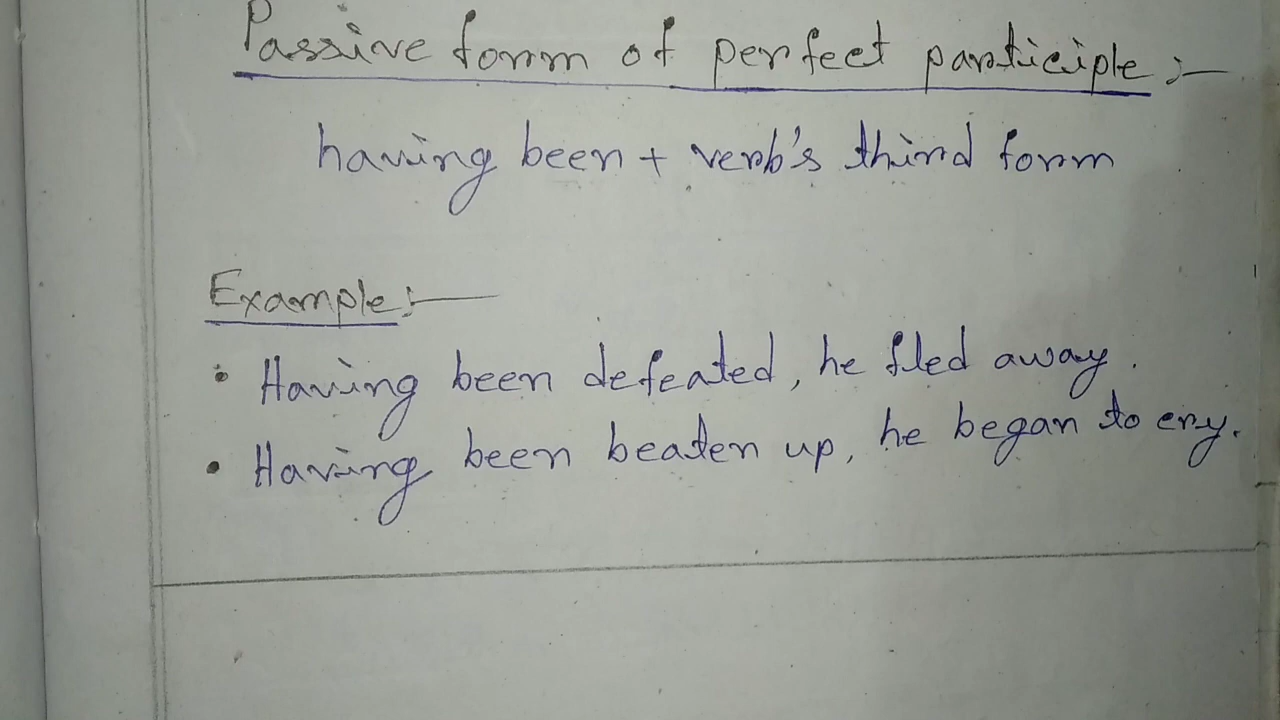 Passive form of perfect participle :-
having been + verb's third form
Example :-
• Having been defeated, he fled away.
• Having been beaten up, he began to cry.